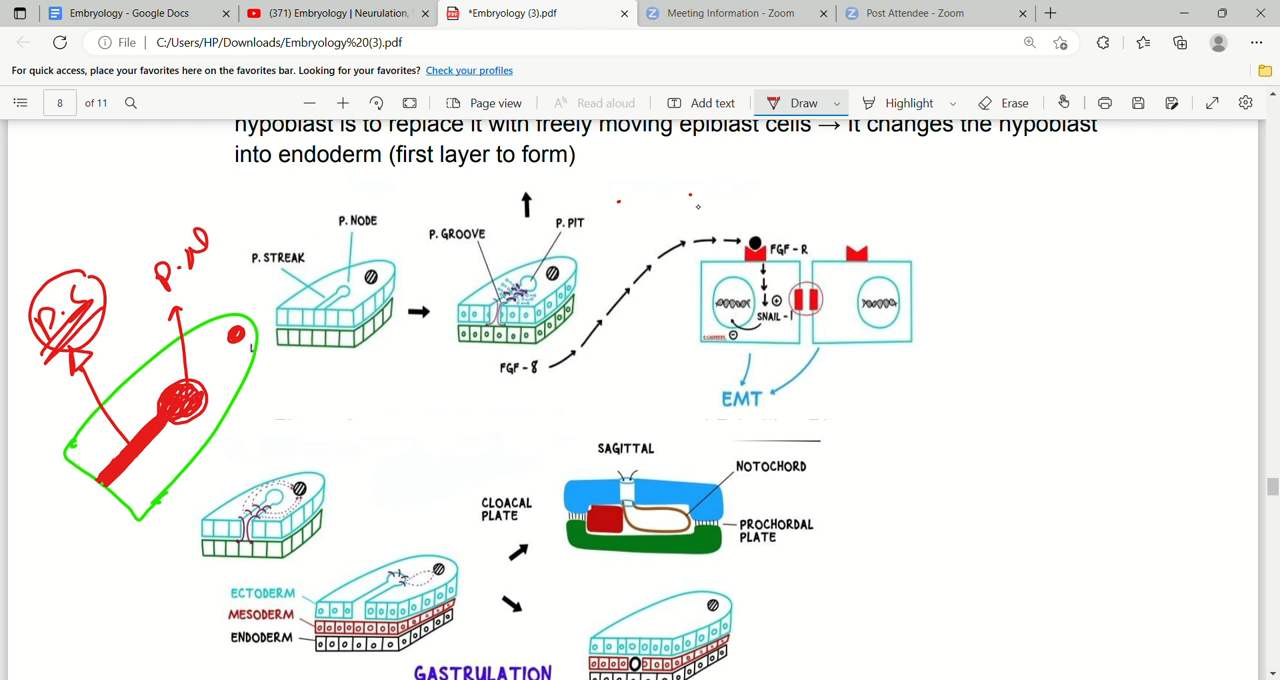 Embryology - Google Docs
(371) Embryology | Neurulation,
*Embryology (3).pdf
Meeting Information - Zoom
Post Attendee - Zoom
File
C:/Users/HP/Downloads/Embryology%20(3).pdf
For quick access, place your favorites here on the favorites bar. Looking for your favorites? Check your profiles
8 of 11
Page view
Read aloud
Add text
Draw
Highlight
Erase
hypoblast is to replace it with freely moving epiblast cells → It changes the hypoblast
into endoderm (first layer to form)
P. NODE
P. STREAK
P. GROOVE
P. PIT
FGF - 8
FGF - R
SNAIL - 1
EMT
P. S
SAGITTAL
NOTOCHORD
CLOACAL
PLATE
PROCHORDAL
PLATE
ECTODERM
MESODERM
ENDODERM
GASTRULATION